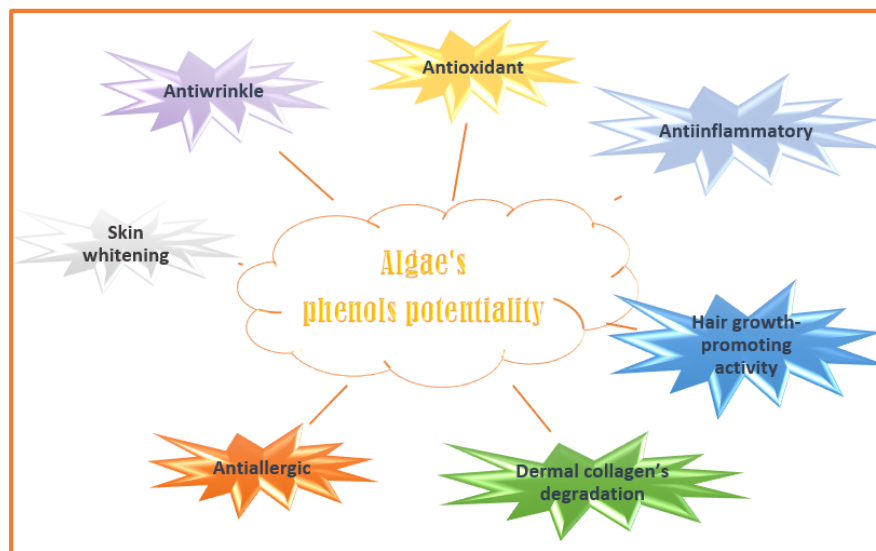 Antiwrinkle
Antioxidant
Antiinflammatory
Skin
whitening
Algae's
phenols potentiality
Hair growth-
promoting
activity
Antiallergic
Dermal collagen’s
degradation